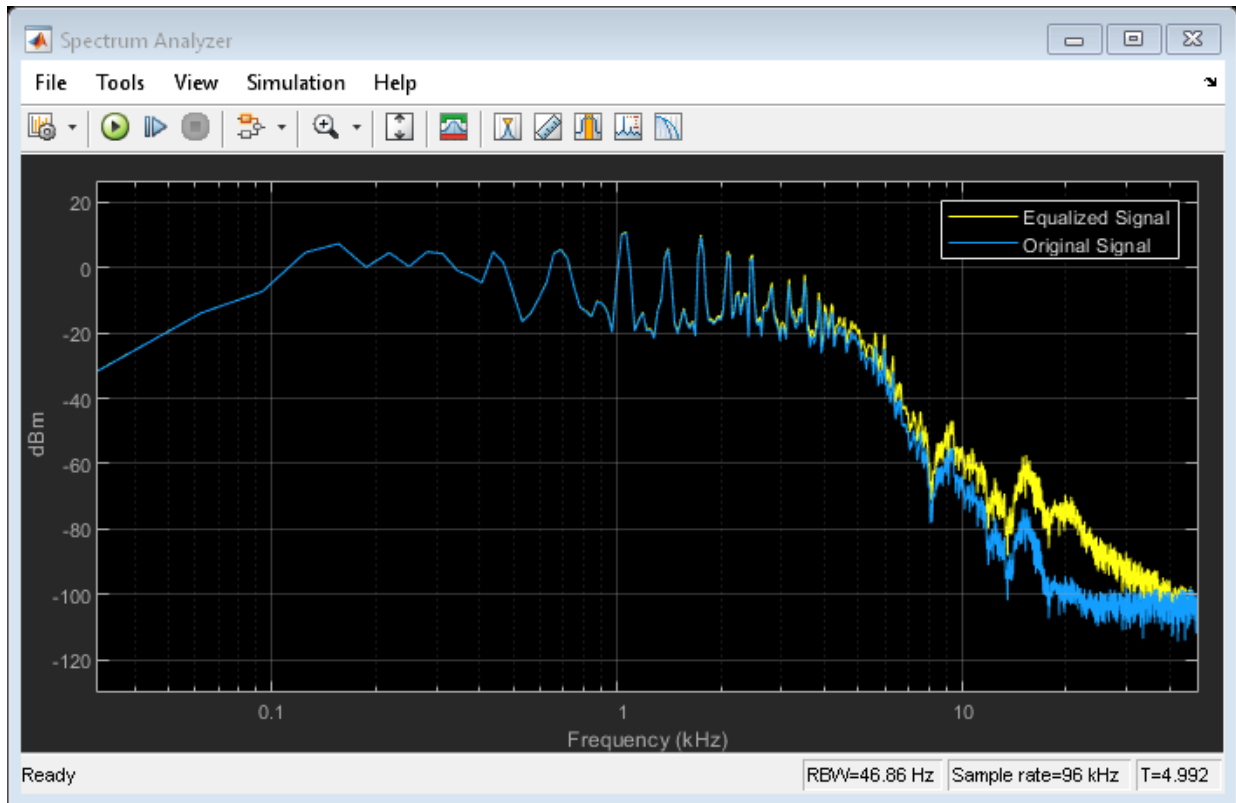 Spectrum Analyzer
File Tools View Simulation Help
20
0
-20
-40
-60
-80
-100
-120
dBm
Equalized Signal
Original Signal
0.1 1 10
Frequency (kHz)
Ready RBW=46.86 Hz Sample rate=96 kHz T=4.992